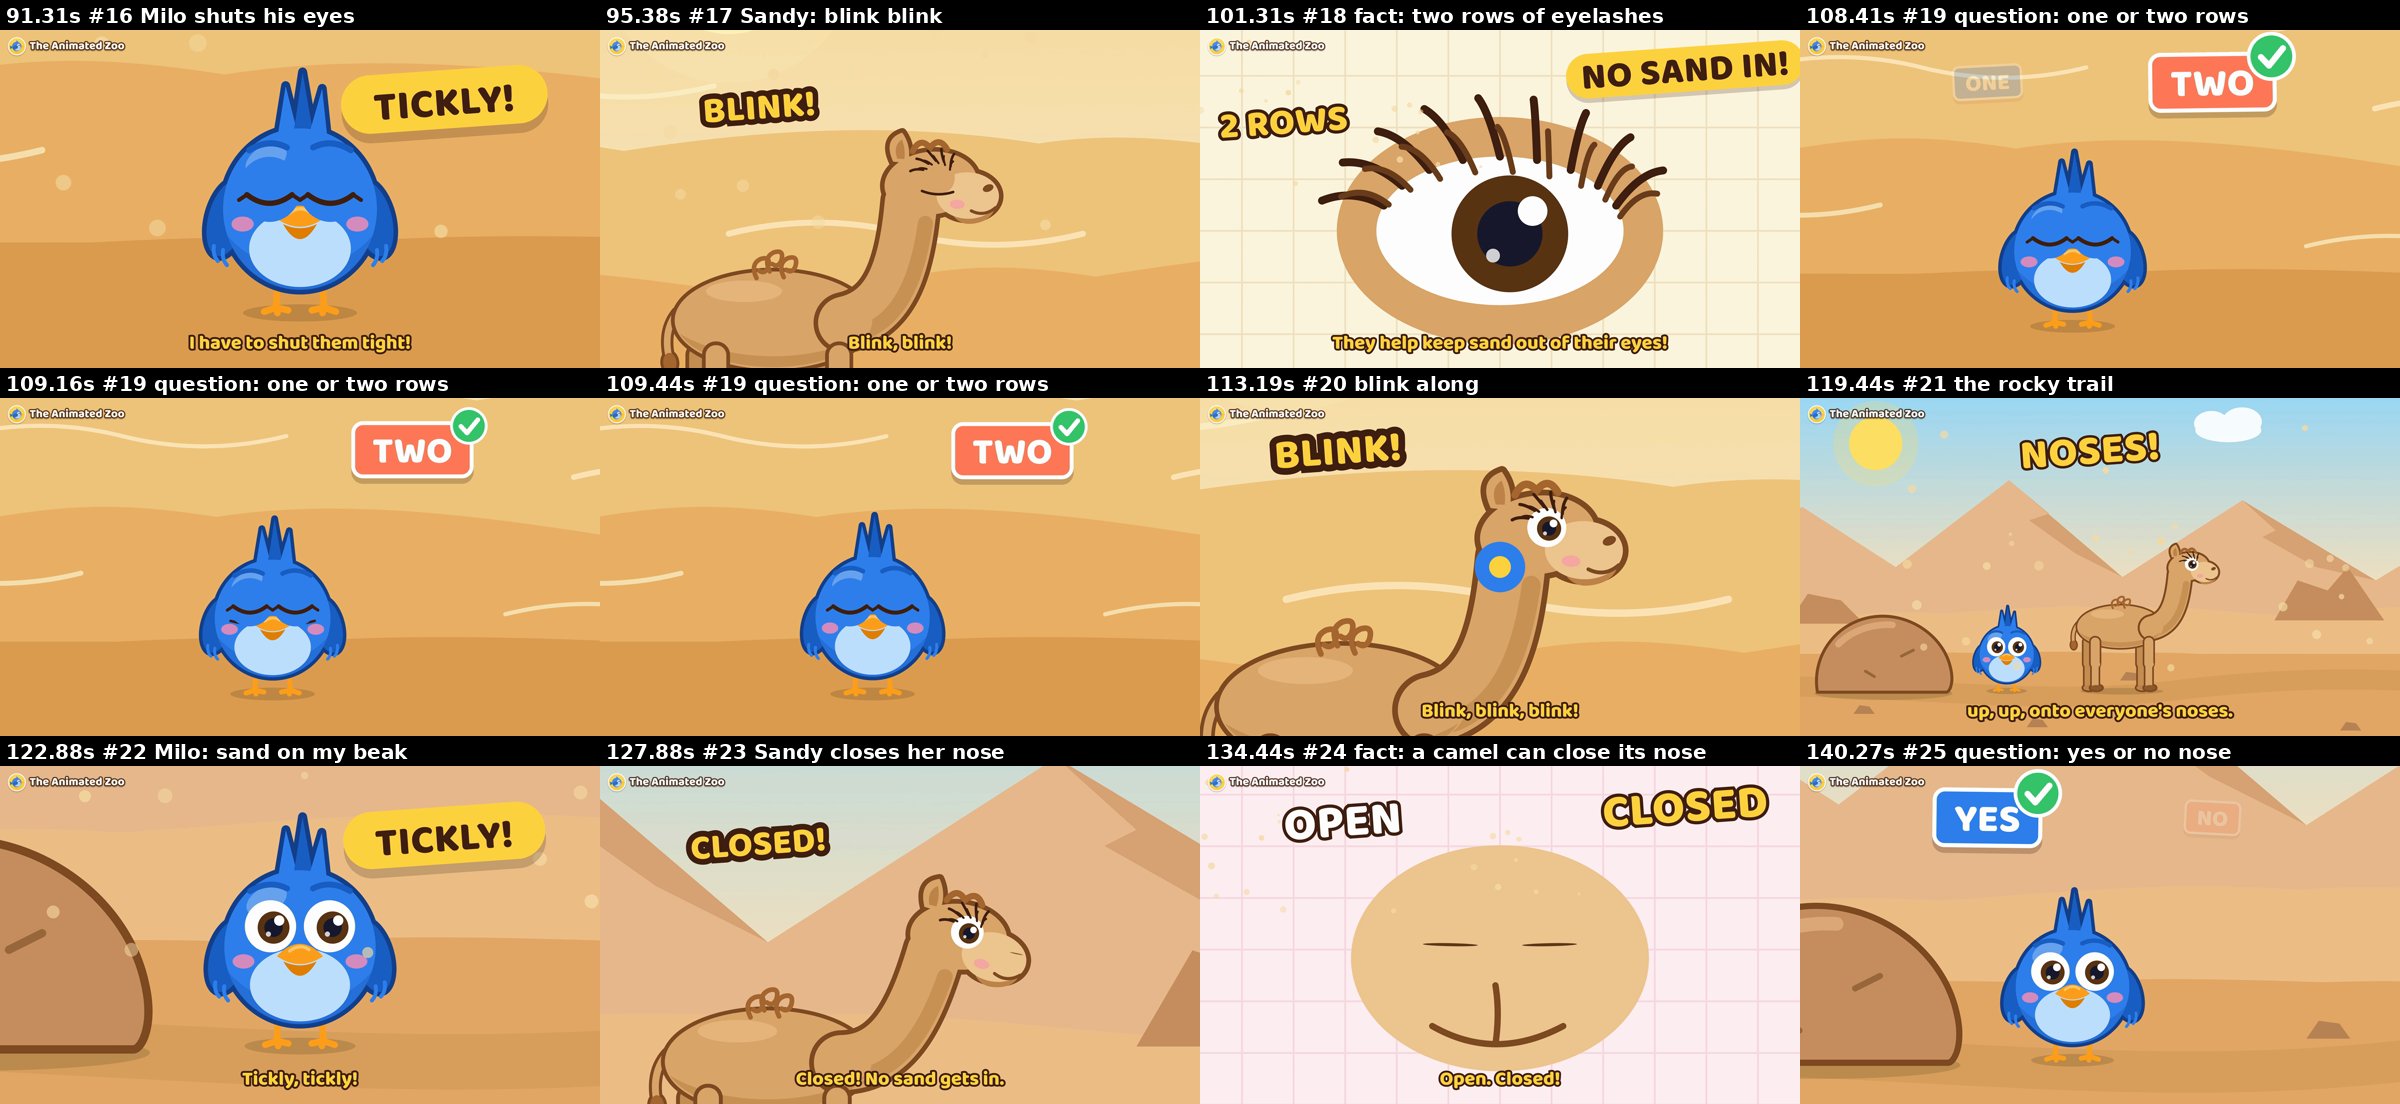 91.31s #16 Milo shuts his eyes
The Animated Zoo
TICKLY!
I have to shut them tight!
95.38s #17 Sandy: blink blink
The Animated Zoo
BLINK!
Blink, blink!
101.31s #18 fact: two rows of eyelashes
The Animated Zoo
NO SAND IN!
2 ROWS
They help keep sand out of their eyes!
108.41s #19 question: one or two rows
The Animated Zoo
ONE
TWO
109.16s #19 question: one or two rows
The Animated Zoo
TWO
109.44s #19 question: one or two rows
The Animated Zoo
TWO
113.19s #20 blink along
The Animated Zoo
BLINK!
Blink, blink, blink!
119.44s #21 the rocky trail
The Animated Zoo
NOSES!
up, up, onto everyone's noses.
122.88s #22 Milo: sand on my beak
The Animated Zoo
TICKLY!
Tickly, tickly!
127.88s #23 Sandy closes her nose
The Animated Zoo
CLOSED!
Closed! No sand gets in.
134.44s #24 fact: a camel can close its nose
The Animated Zoo
OPEN
CLOSED
Open. Closed!
140.27s #25 question: yes or no nose
The Animated Zoo
YES
NO